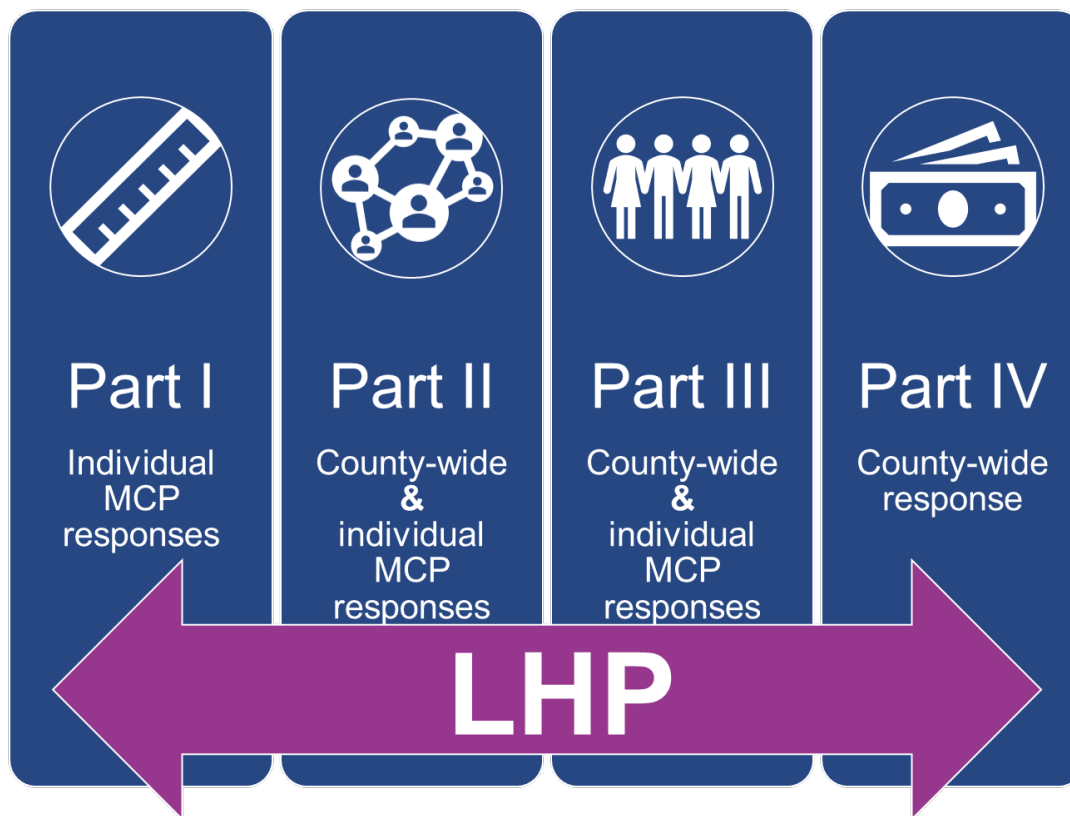 Part I
Individual
MCP
responses
Part II
County-wide
&
individual
MCP
responses
Part III
County-wide
&
individual
MCP
responses
Part IV
County-wide
response
LHP